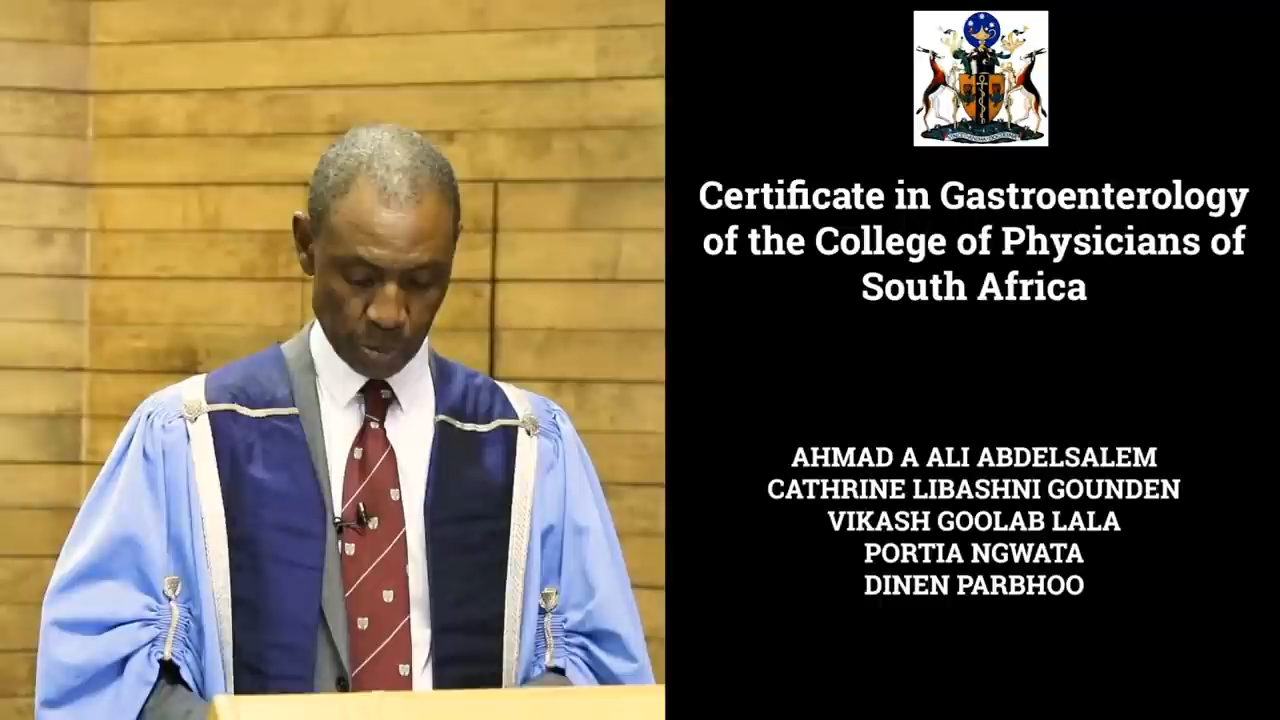 Certificate in Gastroenterology
of the College of Physicians of
South Africa
AHMAD A ALI ABDELSALEM
CATHRINE LIBASHNI GOUNDEN
VIKASH GOOLAB LALA
PORTIA NGWATA
DINEN PARBHOO